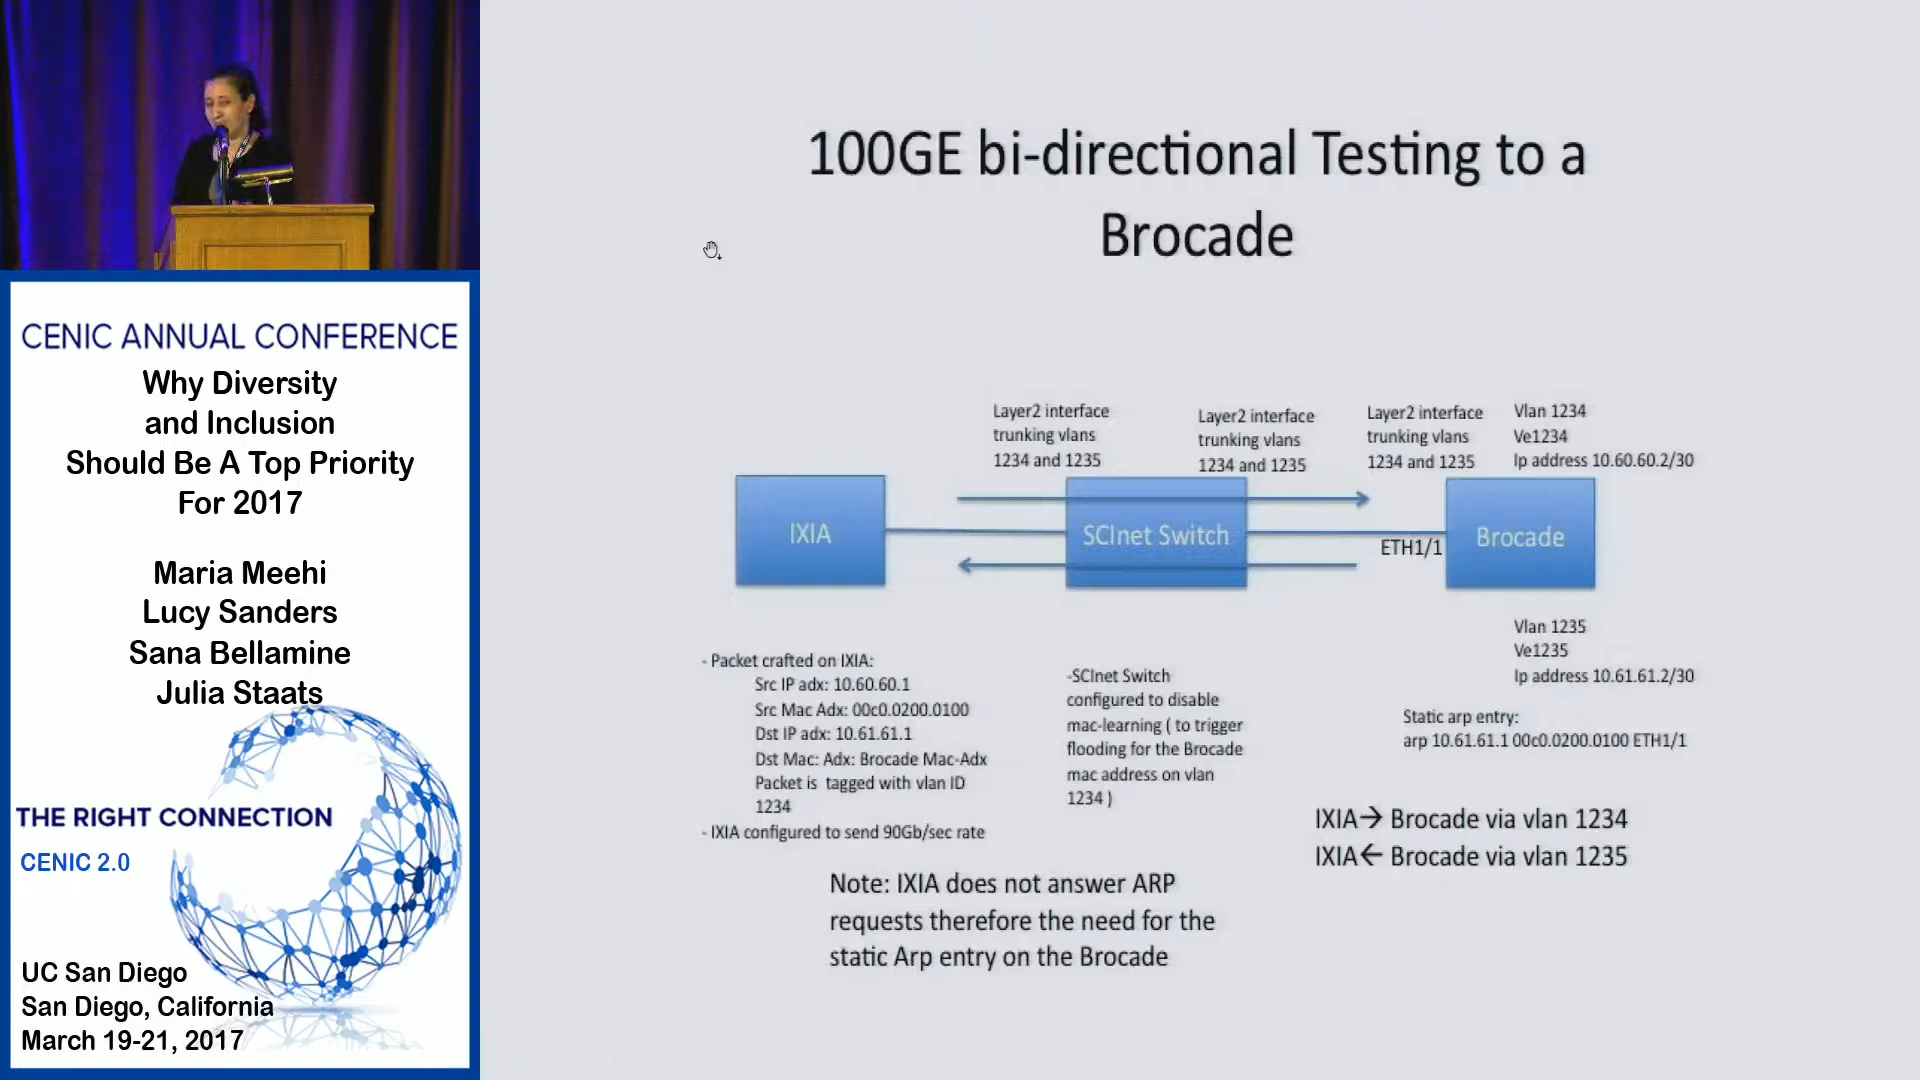 CENIC ANNUAL CONFERENCE
Why Diversity
and Inclusion
Should Be A Top Priority
For 2017
Maria Meehi
Lucy Sanders
Sana Bellamine
Julia Staats
THE RIGHT CONNECTION
CENIC 2.0
UC San Diego
San Diego, California
March 19-21, 2017
100GE bi-directional Testing to a
Brocade
Layer2 interface
trunking vlans
1234 and 1235
Layer2 interface
trunking vlans
1234 and 1235
Layer2 interface
trunking vlans
1234 and 1235
Vlan 1234
Ve1234
Ip address 10.60.60.2/30
IXIA
SCInet Switch
ETH1/1
Brocade
Vlan 1235
Ve1235
Ip address 10.61.61.2/30
- Packet crafted on IXIA:
Src IP adx: 10.60.60.1
Src Mac Adx: 00c0.0200.0100
Dst IP adx: 10.61.61.1
Dst Mac: Adx: Brocade Mac-Adx
Packet is tagged with vlan ID
1234
- IXIA configured to send 90Gb/sec rate
-SCInet Switch
configured to disable
mac-learning ( to trigger
flooding for the Brocade
mac address on vlan
1234 )
Static arp entry:
arp 10.61.61.1 00c0.0200.0100 ETH1/1
IXIA→ Brocade via vlan 1234
IXIA← Brocade via vlan 1235
Note: IXIA does not answer ARP
requests therefore the need for the
static Arp entry on the Brocade